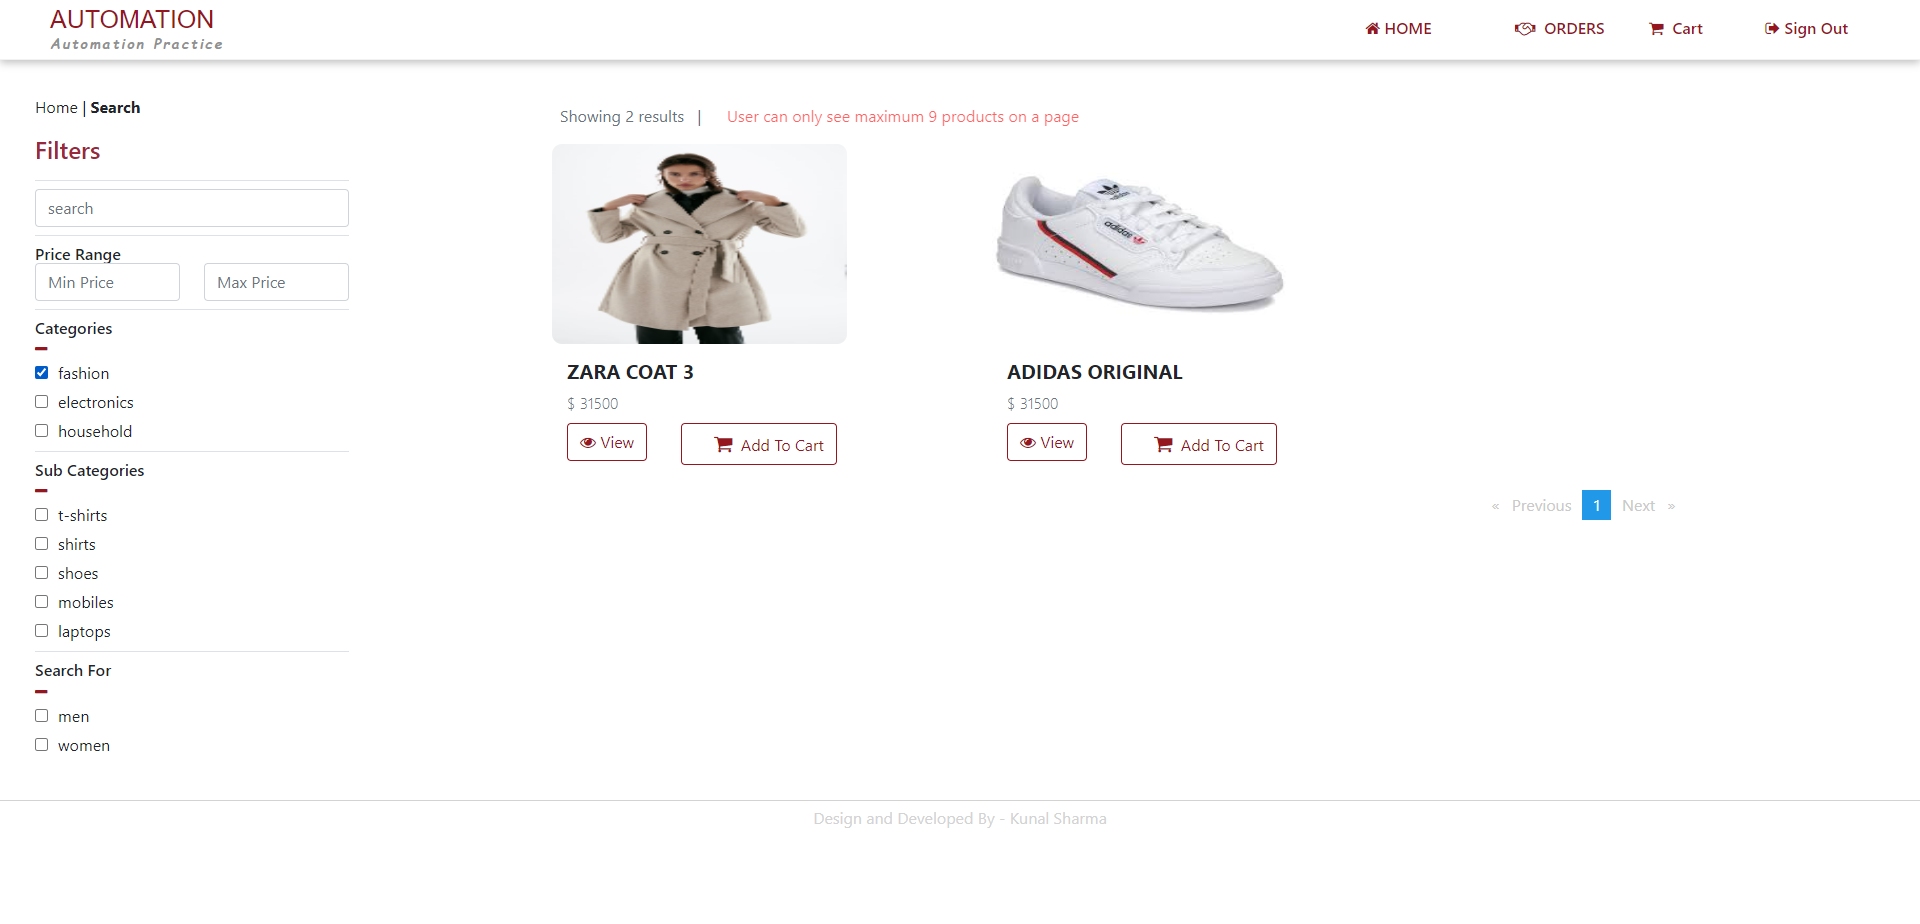 AUTOMATION
Automation Practice
HOME
ORDERS
Cart
Sign Out
Home | Search
Filters
search
Price Range
Min Price
Max Price
Categories
fashion
electronics
household
Sub Categories
t-shirts
shirts
shoes
mobiles
laptops
Search For
men
women
Showing 2 results |
User can only see maximum 9 products on a page
adidas
adidas
ZARA COAT 3
$ 31500
View
Add To Cart
ADIDAS ORIGINAL
$ 31500
View
Add To Cart
« Previous 1 Next »
Design and Developed By - Kunal Sharma